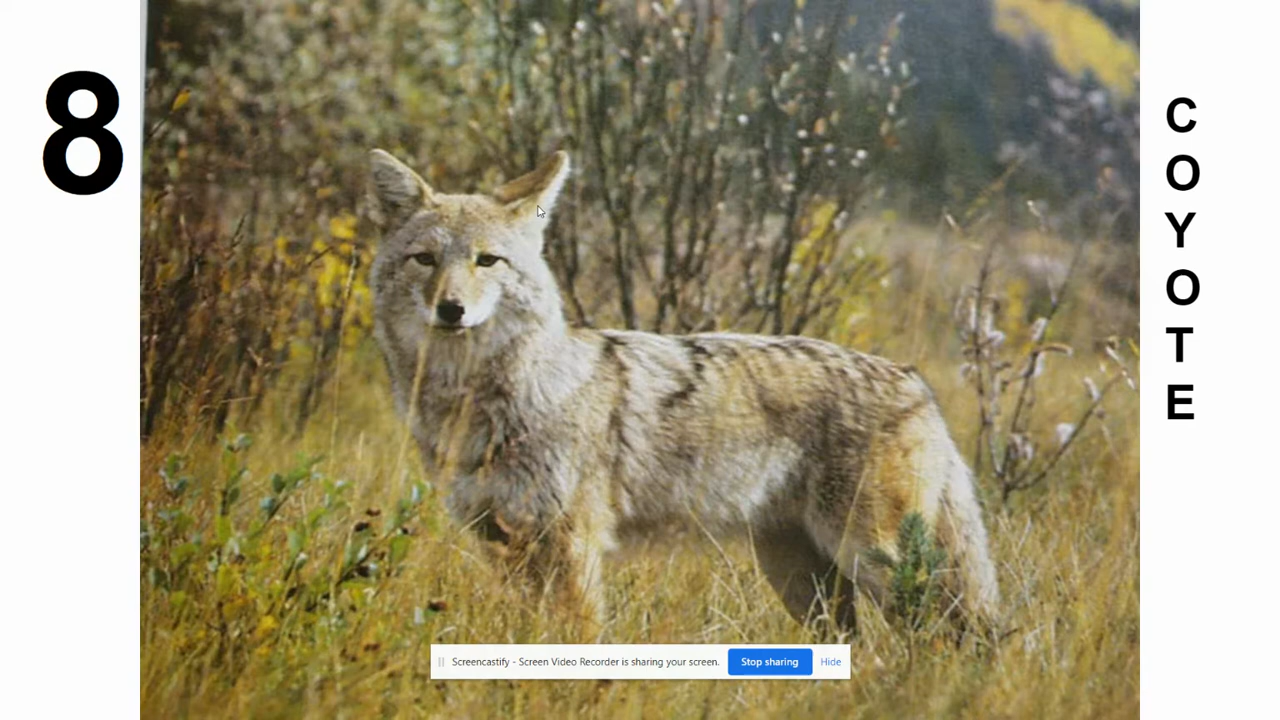 8
C
O
Y
O
T
E
Screencastify - Screen Video Recorder is sharing your screen.
Stop sharing
Hide